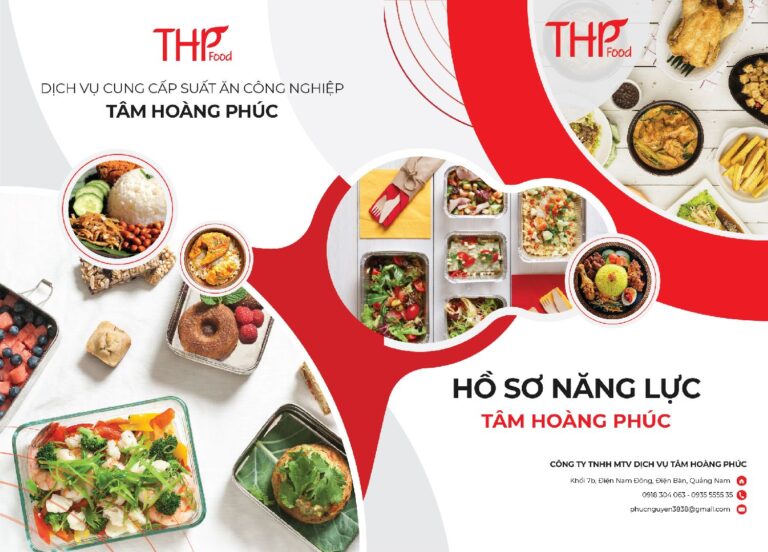 THP
Food
DỊCH VỤ CUNG CẤP SUẤT ĂN CÔNG NGHIỆP
TÂM HOÀNG PHÚC
THP
Food
HỒ SƠ NĂNG LỰC
TÂM HOÀNG PHÚC
CÔNG TY TNHH MTV DỊCH VỤ TÂM HOÀNG PHÚC
Khối 7b, Điện Nam Đông, Điện Bàn, Quảng Nam
0918 304 063 - 0935 5555 35
phucnguyen3838@gmail.com